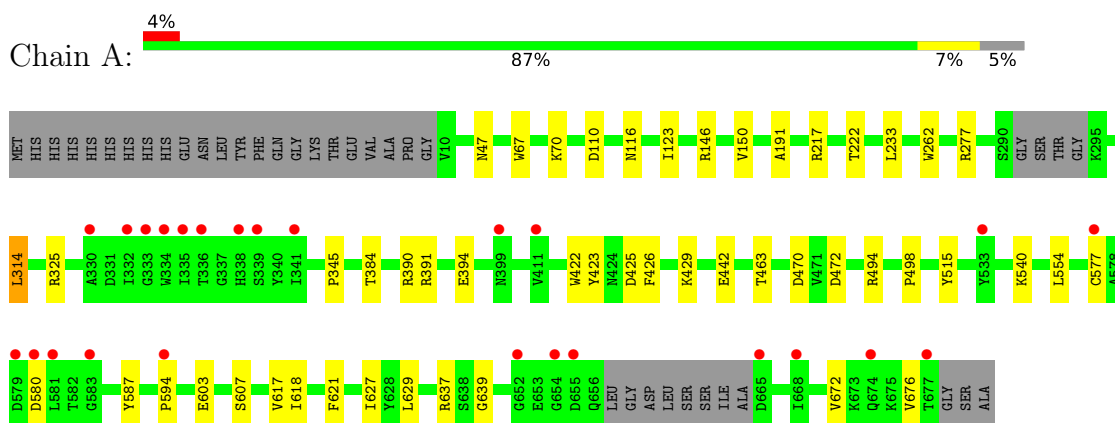 4%
Chain A:
87% 7% 5%
MET HIS HIS HIS HIS HIS HIS HIS HIS GLU ASN LEU TYR PHE GLN GLY LYS THR GLU VAL ALA PRO GLY V10 N47 W67 K70 D110 N116 I123 R146 V150 A191 R217 T222 L233 W262 R277 S290 GLY SER THR GLY K295
L314 R325 A330 D331 I332 G333 W334 I335 T336 G337 H338 S339 Y340 I341 P345 T384 R390 R391 E394 N399 V411 W422 Y423 N424 D425 F426 K429 E442 T463 D470 V471 D472 R494 P498 Y515 Y533 K540 L554 C577 A578
D579 D580 L581 T582 G583 Y587 P594 E603 S607 V617 I618 F621 I627 Y628 L629 R637 S638 G639 G652 E653 G654 D655 Q656 LEU GLY ASP LEU SER SER ILE ALA D665 I668 V672 K673 Q674 K675 V676 T677 GLY SER ALA